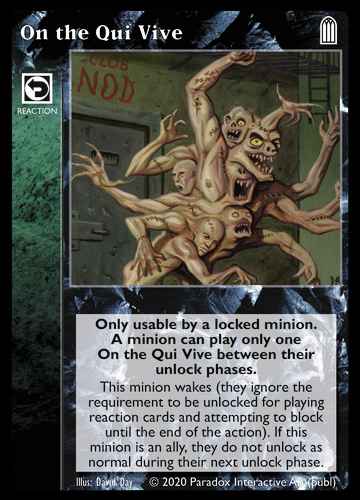 On the Qui Vive
REACTION
NOD
Only usable by a locked minion.
A minion can play only one
On the Qui Vive between their
unlock phases.
This minion wakes (they ignore the
requirement to be unlocked for playing
reaction cards and attempting to block
until the end of the action). If this
minion is an ally, they do not unlock as
normal during their next unlock phase.
Illus: David Day © 2020 Paradox Interactive AB (publ)